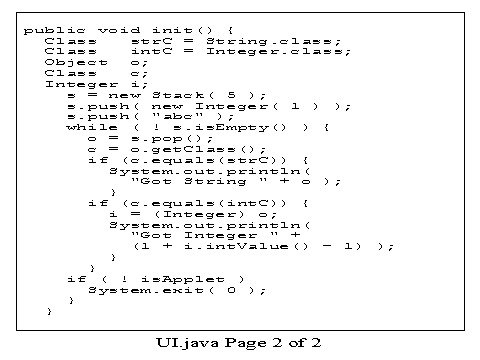 public void init() {
Class strC = String.class;
Class intC = Integer.class;
Object o;
Class c;
Integer i;
s = new Stack( 5 );
s.push( new Integer( 1 ) );
s.push( "abc" );
while ( ! s.isEmpty() ) {
o = s.pop();
c = o.getClass();
if (c.equals(strC)) {
System.out.println(
"Got String " + o );
}
if (c.equals(intC)) {
i = (Integer) o;
System.out.println(
"Got Integer " +
(1 + i.intValue() - 1) );
}
}
if ( ! isApplet )
System.exit( 0 );
}
}
UI.java Page 2 of 2